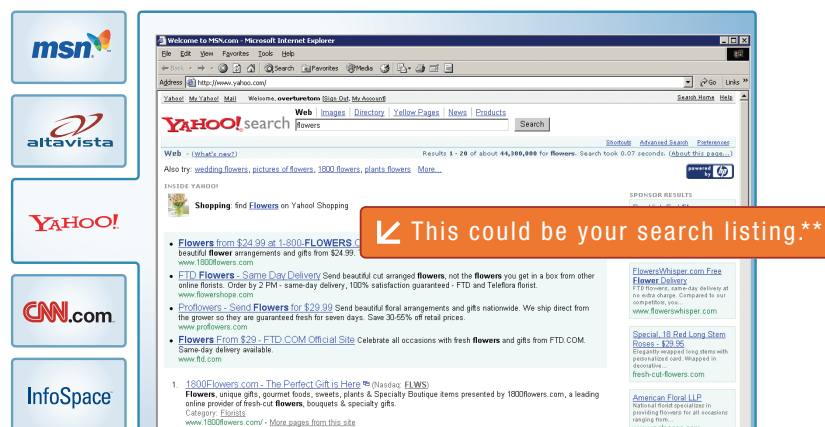 msn
altavista
YAHOO!
CNN.com
InfoSpace
Welcome to MSN.com - Microsoft Internet Explorer
File Edit View Favorites Tools Help
Back Search Favorites Media
Address http://www.yahoo.com/ Go Links »
Yahoo! My Yahoo! Mail Welcome, overturetom [Sign Out, My Account] Search Home Help
Web | Images | Directory | Yellow Pages | News | Products
YAHOO! search flowers Search
Shortcuts Advanced Search Preferences
Web - (What's new?) Results 1 - 20 of about 44,300,000 for flowers. Search took 0.07 seconds. (About this page...)
Also try: wedding flowers, pictures of flowers, 1800 flowers, plants flowers More...
powered by hp
INSIDE YAHOO!
Shopping: find Flowers on Yahoo! Shopping
SPONSOR RESULTS
This could be your search listing.**
• Flowers from $24.99 at 1-800-FLOWERS.C
beautiful flower arrangements and gifts from $24.99.
www.1800flowers.com
• FTD Flowers - Same Day Delivery Send beautiful cut arranged flowers, not the flowers you get in a box from other
online florists. Order by 2 PM - same-day delivery, 100% satisfaction guaranteed - FTD and Teleflora florist.
www.flowershope.com
• Proflowers - Send Flowers for $29.99 Send beautiful floral arrangements and gifts nationwide. We ship direct from
the grower so they are guaranteed fresh for seven days. Save 30-55% off retail prices.
www.proflowers.com
• Flowers From $29 - FTD.COM Official Site Celebrate all occasions with fresh flowers and gifts from FTD.COM.
Same-day delivery available.
www.ftd.com
1. 1800Flowers.com - The Perfect Gift is Here (Nasdaq: FLWS)
Flowers, unique gifts, gourmet foods, sweets, plants & Specialty Boutique items presented by 1800flowers.com, a leading
online provider of fresh-cut flowers, bouquets & specialty gifts.
Category: Florists
www.1800flowers.com/ - More pages from this site
FlowersWhisper.com Free
Flower Delivery
FTD flowers, same-day delivery at
no extra charge. Compared to our
competitors, you...
www.flowerswhisper.com
Special, 18 Red Long Stem
Roses - $29.95
Elegantly wrapped long stems with
personalized card. Wrapped in
decorative...
fresh-cut-flowers.com
American Floral LLP
National florist specializes in
providing flowers for all occasions
ranging from...